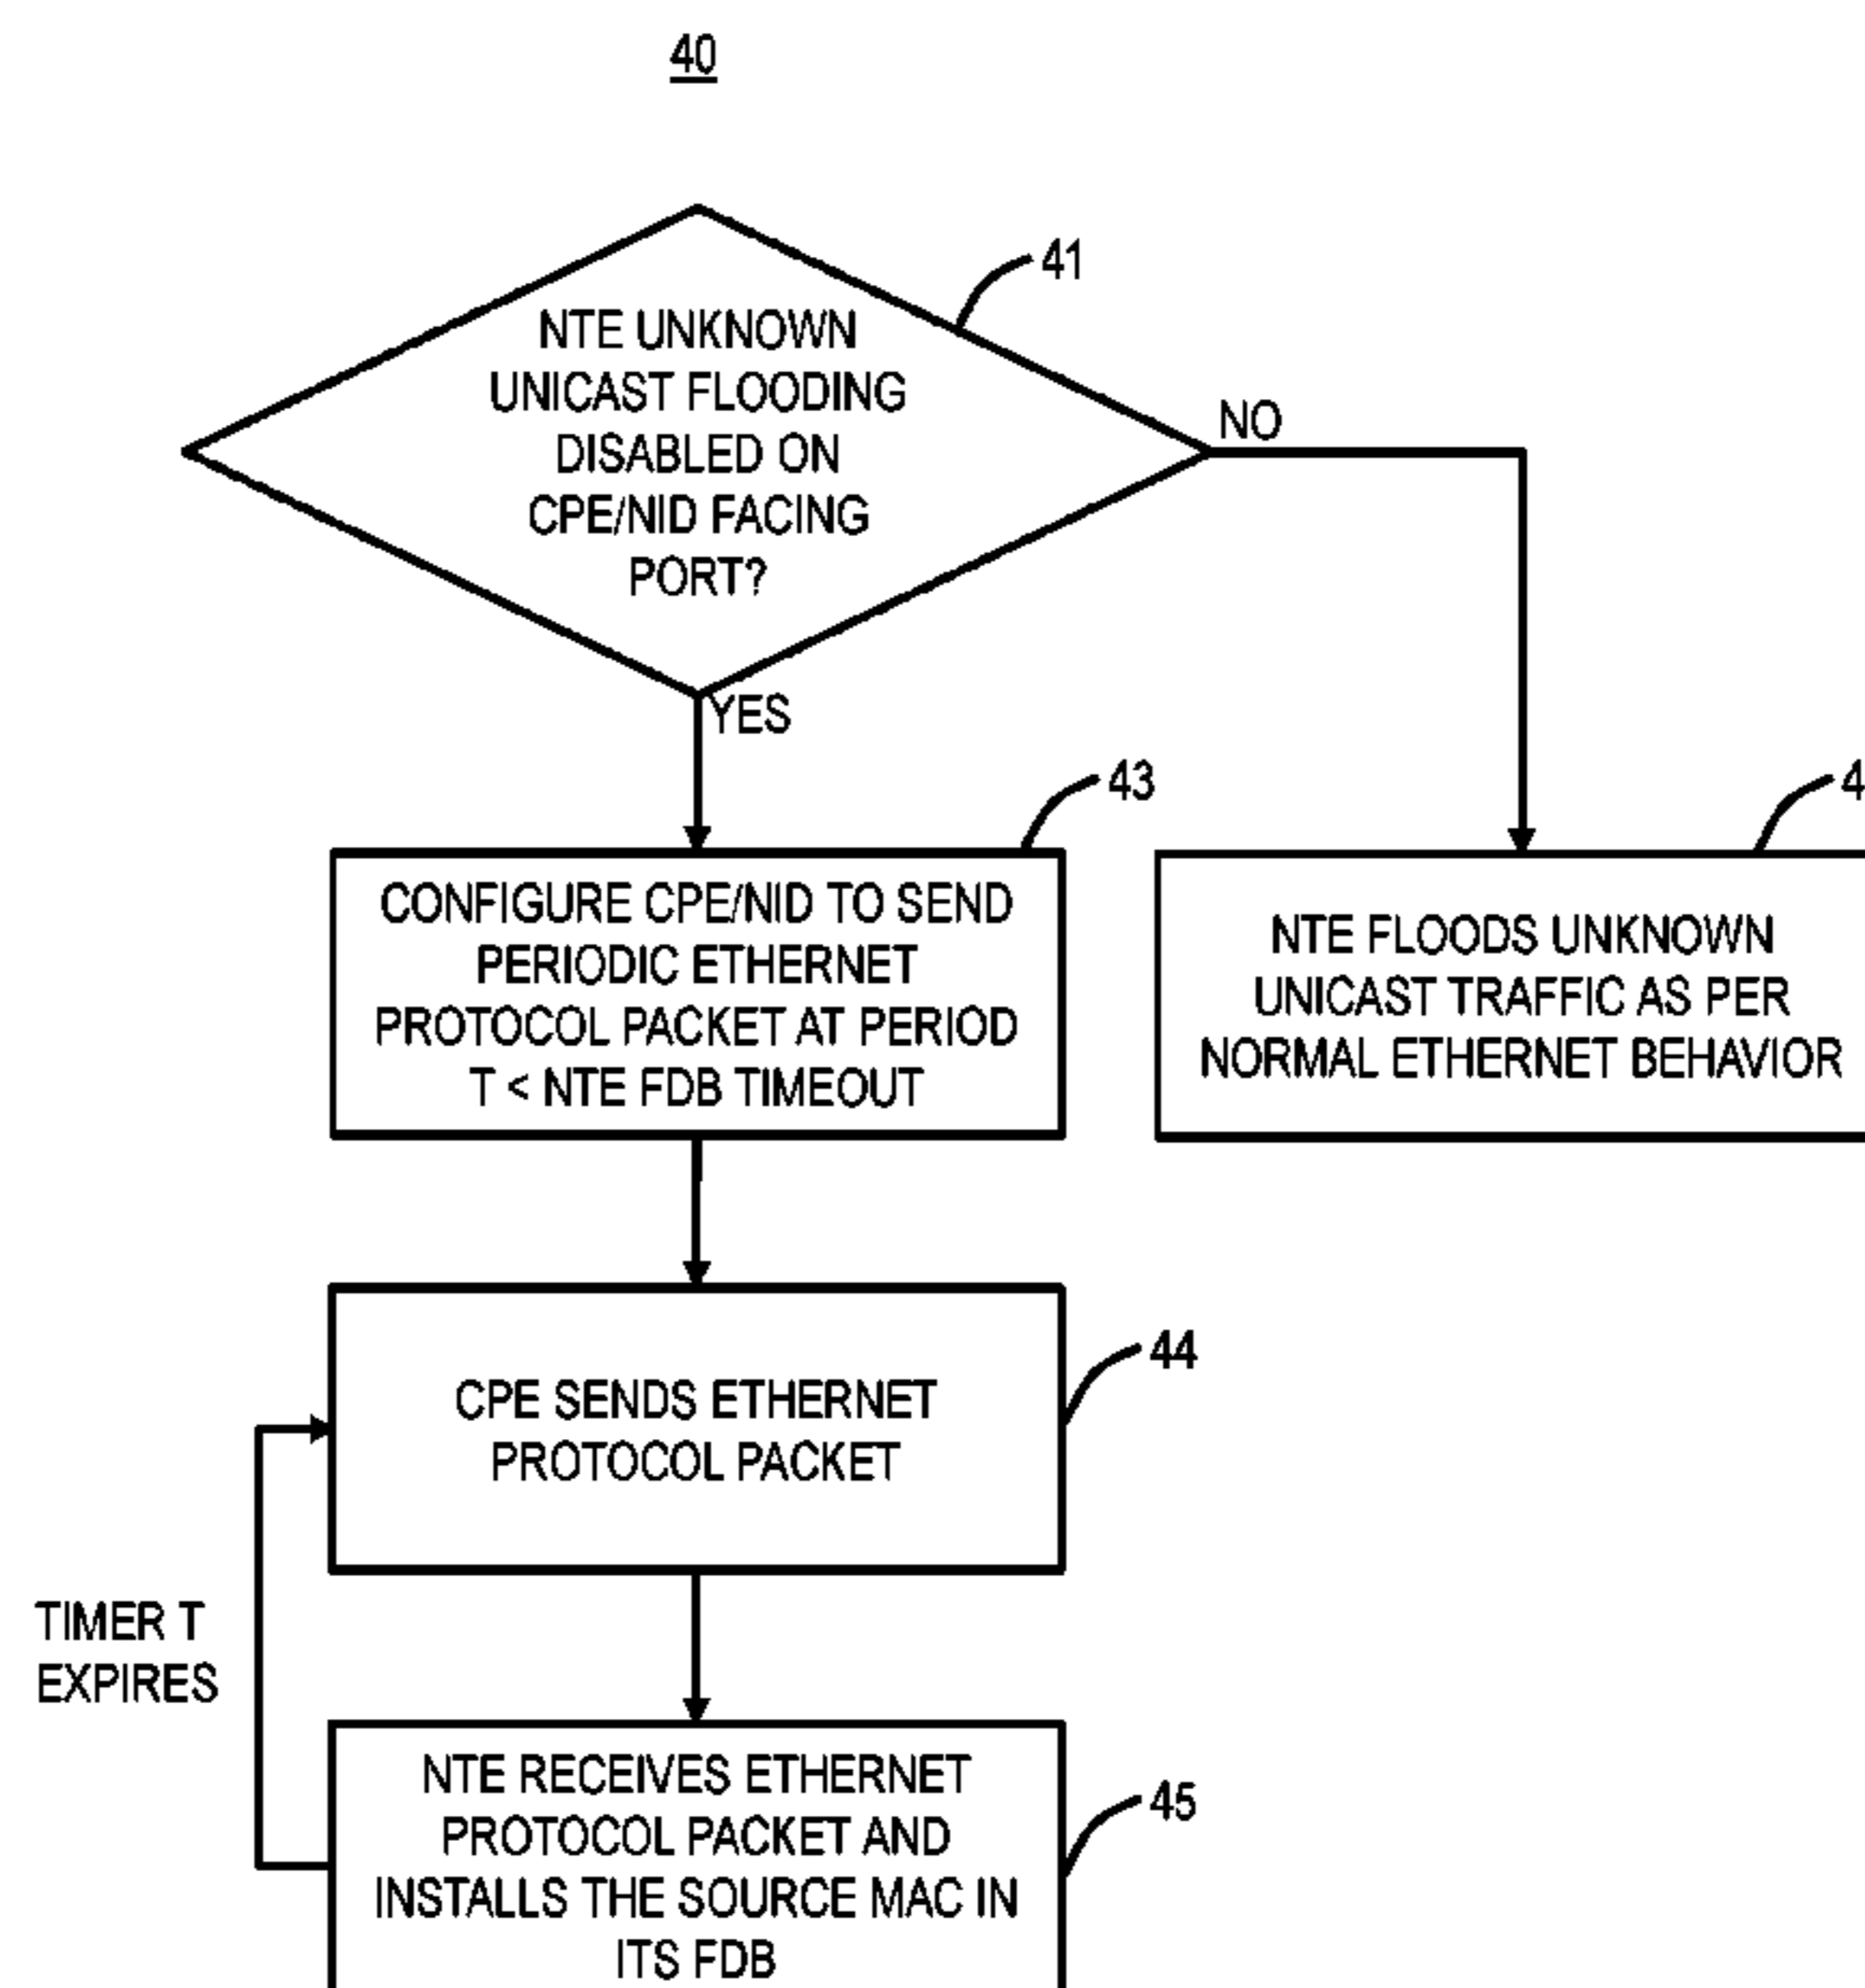 40
41
NTE UNKNOWN
UNICAST FLOODING
DISABLED ON
CPE/NID FACING
PORT?
NO
YES
43
CONFIGURE CPE/NID TO SEND
PERIODIC ETHERNET
PROTOCOL PACKET AT PERIOD
T < NTE FDB TIMEOUT
NTE FLOODS UNKNOWN
UNICAST TRAFFIC AS PER
NORMAL ETHERNET BEHAVIOR
44
CPE SENDS ETHERNET
PROTOCOL PACKET
TIMER T
EXPIRES
45
NTE RECEIVES ETHERNET
PROTOCOL PACKET AND
INSTALLS THE SOURCE MAC IN
ITS FDB